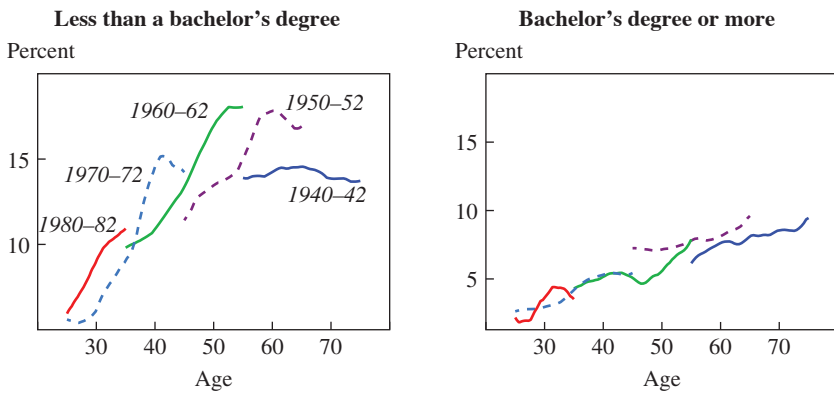 Less than a bachelor's degree
Percent
1960–62
1950–52
15
1970–72
1940–42
1980–82
10
30 40 50 60 70
Age
Bachelor's degree or more
Percent
15
10
5
30 40 50 60 70
Age